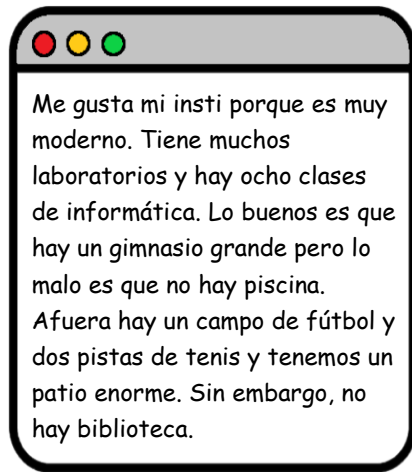 Me gusta mi insti porque es muy
moderno. Tiene muchos
laboratorios y hay ocho clases
de informática. Lo buenos es que
hay un gimnasio grande pero lo
malo es que no hay piscina.
Afuera hay un campo de fútbol y
dos pistas de tenis y tenemos un
patio enorme. Sin embargo, no
hay biblioteca.